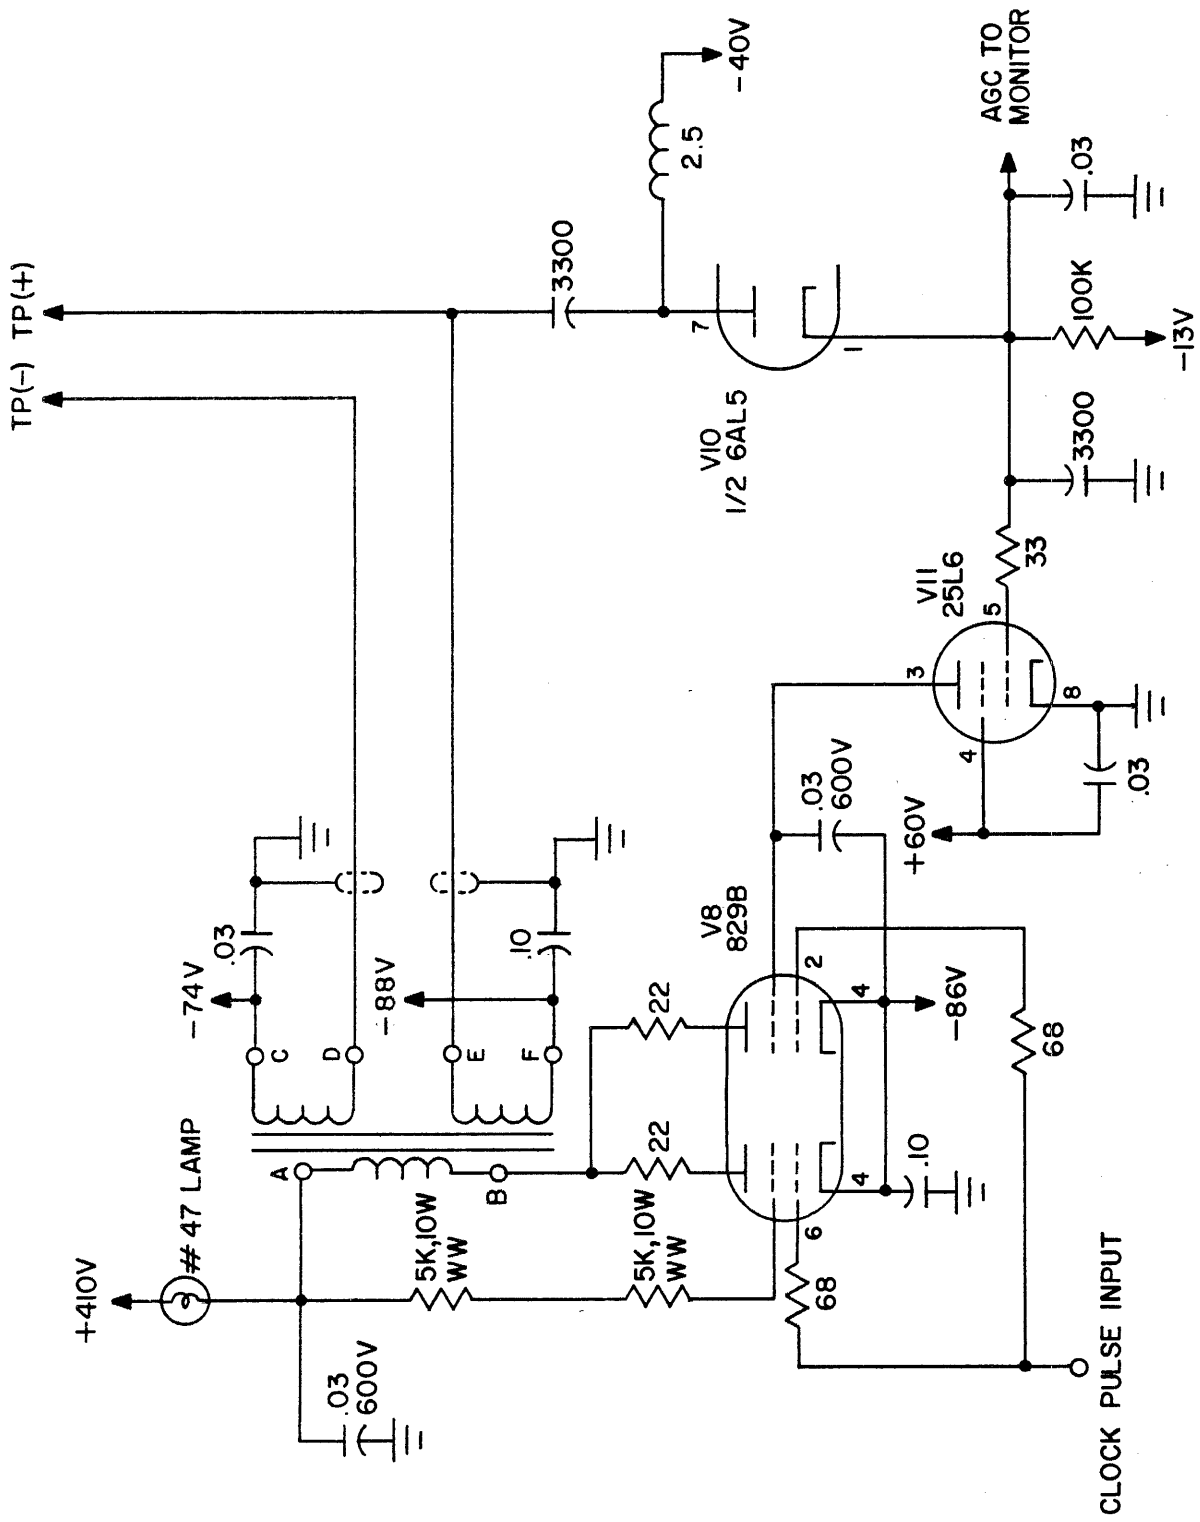 TP(-)
TP(+)
-40V
2.5
3300
+410V
#47 LAMP
-74V
.03
-88V
.10
A
B
C
D
E
F
V10
1/2 6AL5
7
1
AGC TO
MONITOR
.03
100K
-13V
3300
33
V11
25L6
5
3
4
8
.03
+60V
.03
600V
V8
829B
22
22
2
4
4
6
-86V
.10
68
68
5K,10W
WW
5K,10W
WW
.03
600V
CLOCK PULSE INPUT